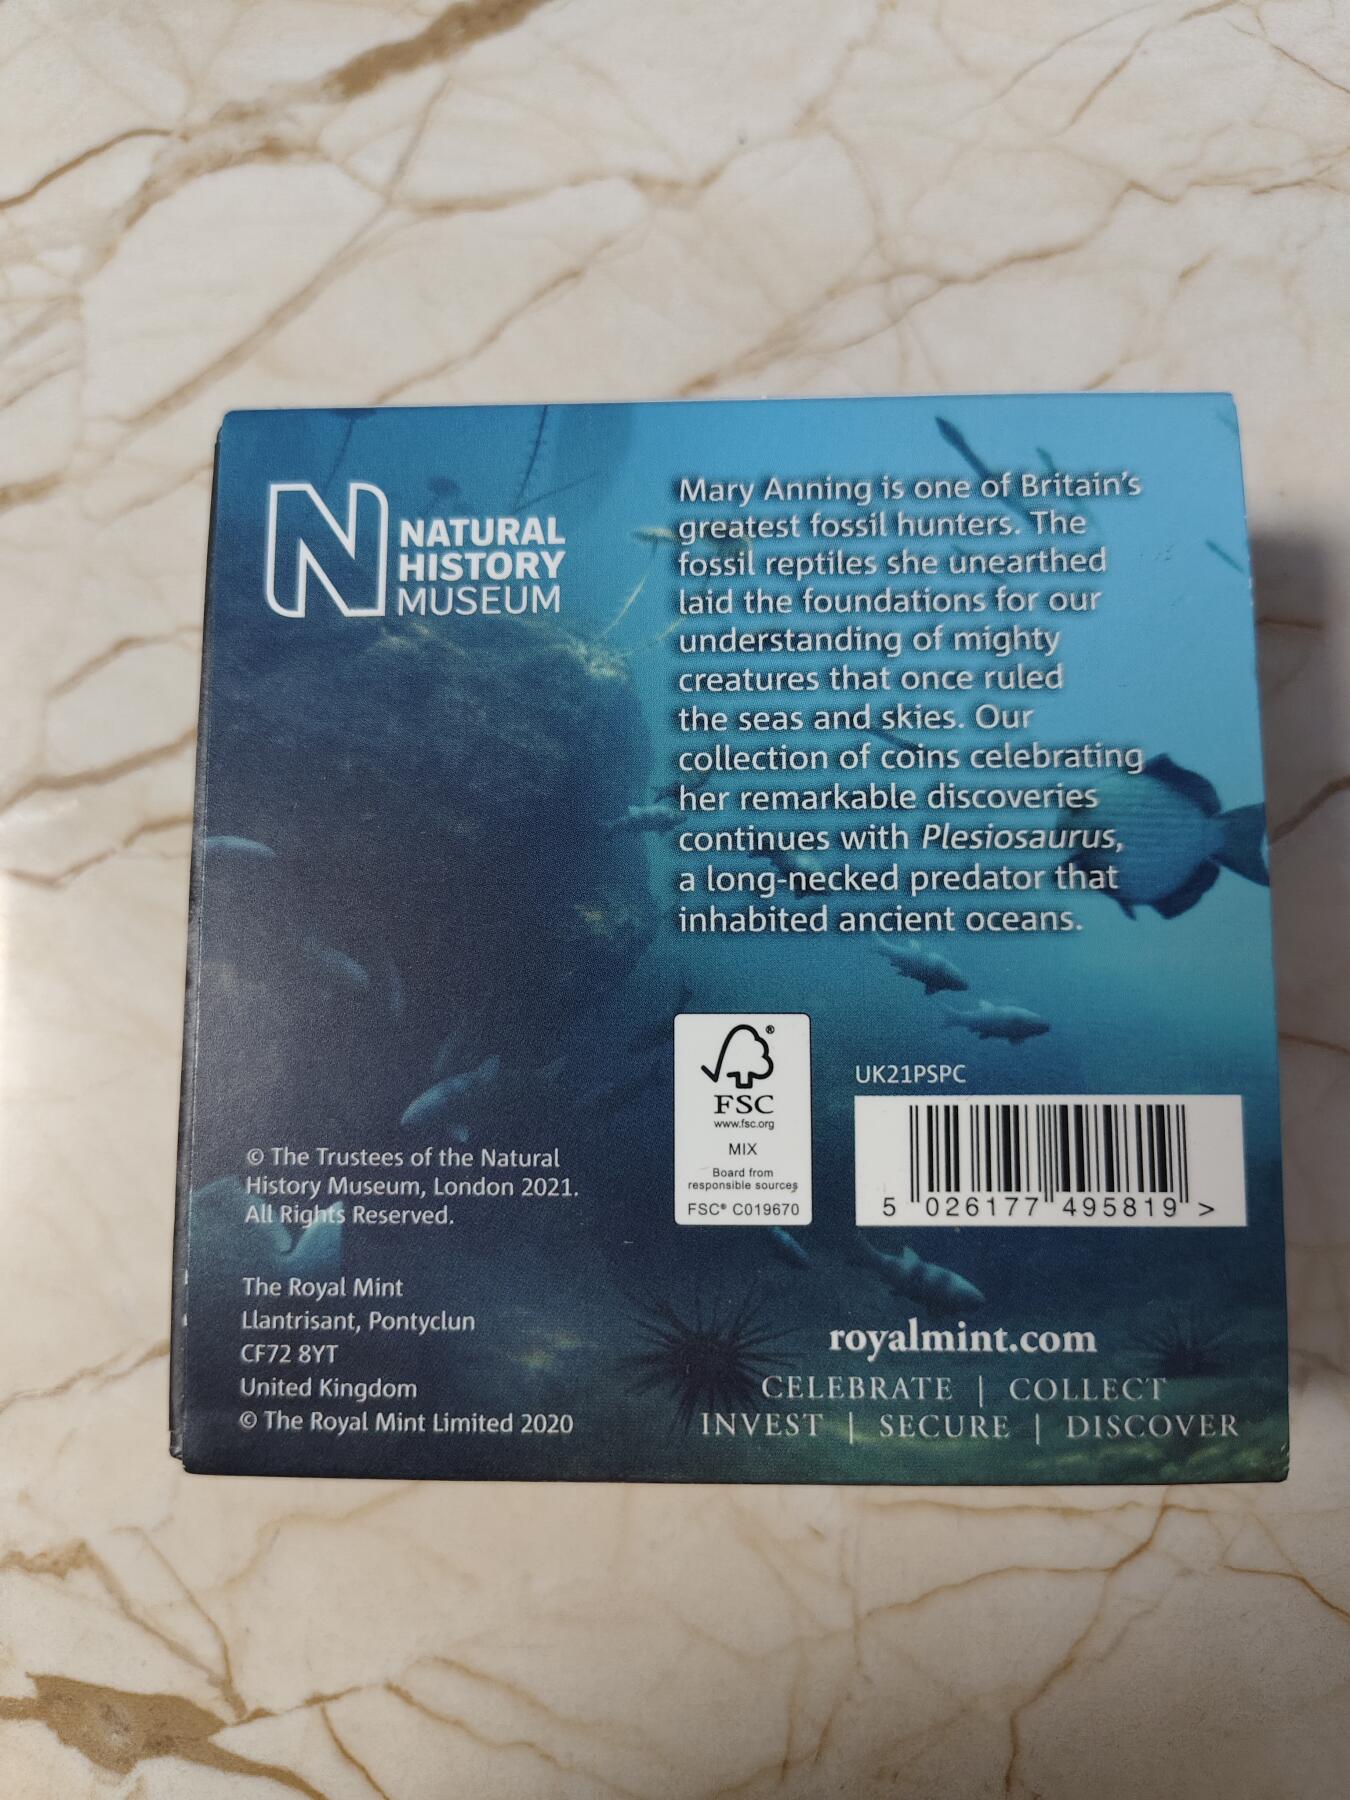 N
NATURAL
HISTORY
MUSEUM
Mary Anning is one of Britain's
greatest fossil hunters. The
fossil reptiles she unearthed
laid the foundations for our
understanding of mighty
creatures that once ruled
the seas and skies. Our
collection of coins celebrating
her remarkable discoveries
continues with Plesiosaurus,
a long-necked predator that
inhabited ancient oceans.
© The Trustees of the Natural
History Museum, London 2021.
All Rights Reserved.
The Royal Mint
Llantrisant, Pontyclun
CF72 8YT
United Kingdom
© The Royal Mint Limited 2020
®
FSC
www.fsc.org
MIX
Board from
responsible sources
FSC® C019670
UK21PSPC
5 026177 495819 >
royalmint.com
CELEBRATE | COLLECT
INVEST | SECURE | DISCOVER